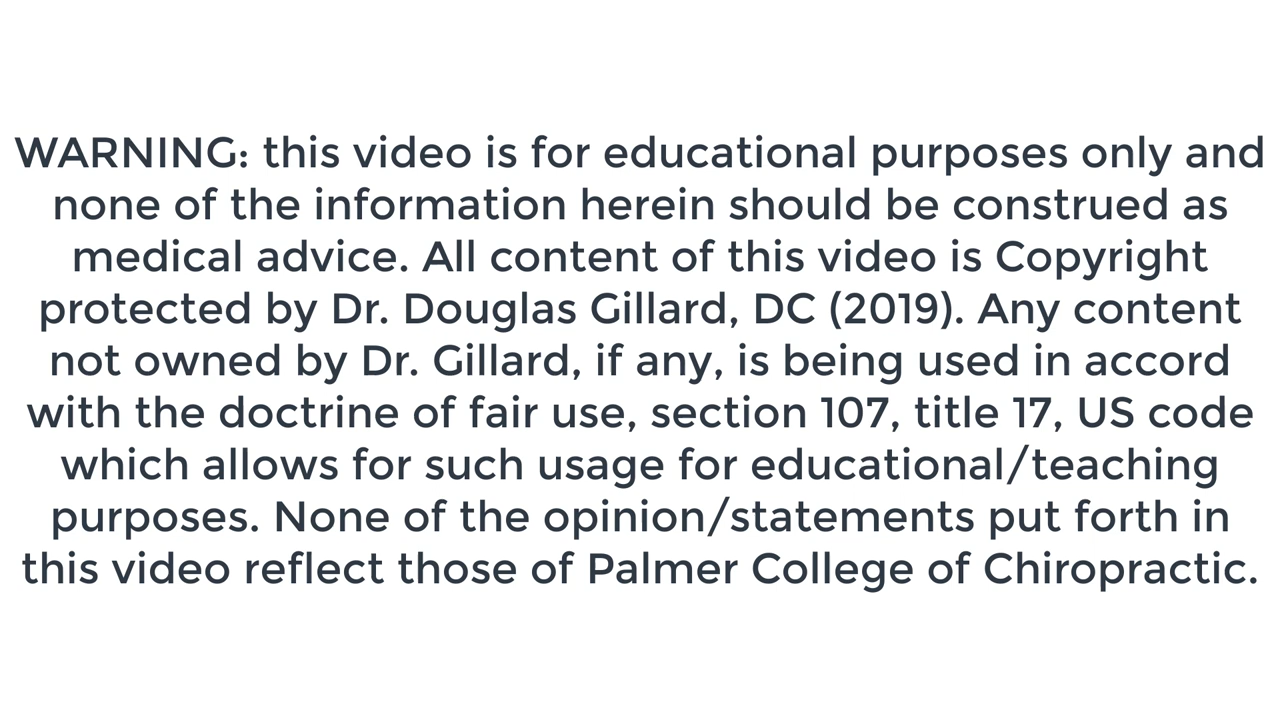 WARNING: this video is for educational purposes only and
none of the information herein should be construed as
medical advice. All content of this video is Copyright
protected by Dr. Douglas Gillard, DC (2019). Any content
not owned by Dr. Gillard, if any, is being used in accord
with the doctrine of fair use, section 107, title 17, US code
which allows for such usage for educational/teaching
purposes. None of the opinion/statements put forth in
this video reflect those of Palmer College of Chiropractic.